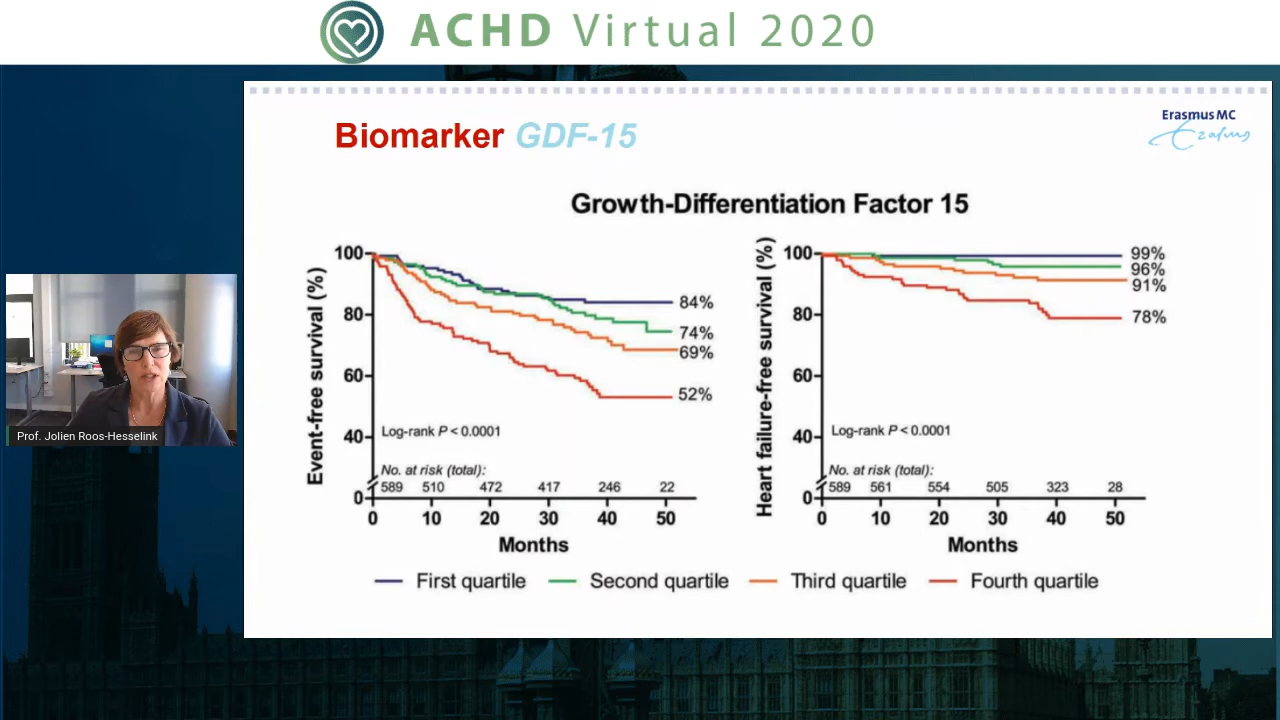 ACHD Virtual 2020
Biomarker GDF-15
Erasmus MC
Erasmus
Growth-Differentiation Factor 15
Event-free survival (%)
100
80
60
40
0
84%
74%
69%
52%
Log-rank P < 0.0001
No. at risk (total):
589 510 472 417 246 22
0 10 20 30 40 50
Months
Heart failure-free survival (%)
100
80
60
40
0
99%
96%
91%
78%
Log-rank P < 0.0001
No. at risk (total):
589 561 554 505 323 28
0 10 20 30 40 50
Months
First quartile Second quartile Third quartile Fourth quartile
Prof. Jolien Roos-Hesselink